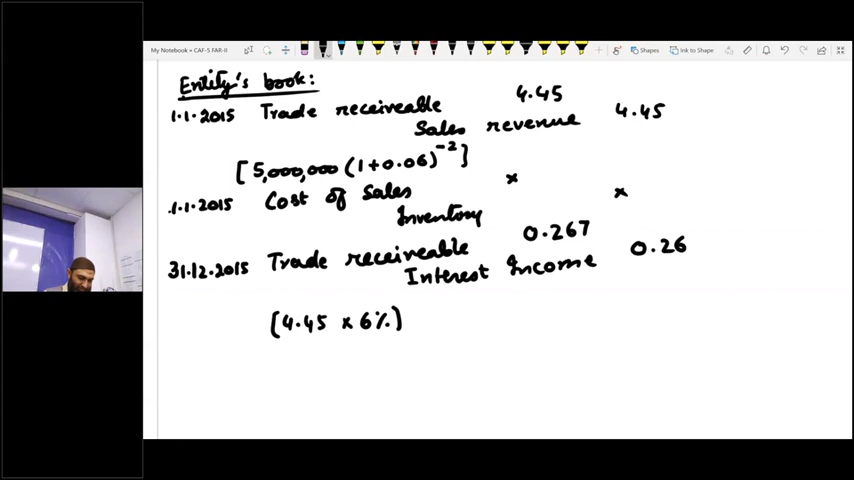 My Notebook » CAF-5 FAR-II
Shapes
Ink to Shape
Entity's book:
1.1.2015 Trade receiveable 4.45
Sales revenue 4.45
[5,000,000 (1+0.06)⁻²]
.1.1.2015 Cost of Sales x
Inventory x
31.12.2015 Trade receiveable 0.267
Interest Income 0.26
(4.45 x 6%)